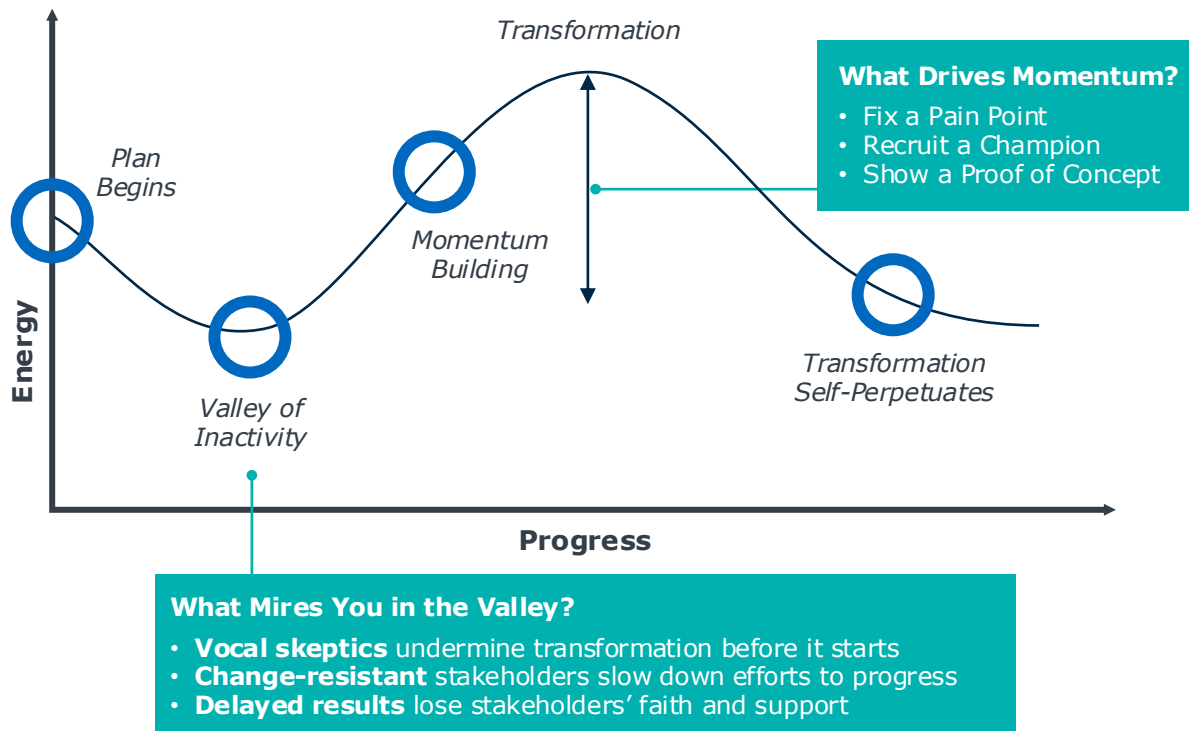 Transformation
What Drives Momentum?
• Fix a Pain Point
• Recruit a Champion
• Show a Proof of Concept
Plan
Begins
Momentum
Building
Energy
Transformation
Self-Perpetuates
Valley of
Inactivity
Progress
What Mires You in the Valley?
• Vocal skeptics undermine transformation before it starts
• Change-resistant stakeholders slow down efforts to progress
• Delayed results lose stakeholders’ faith and support